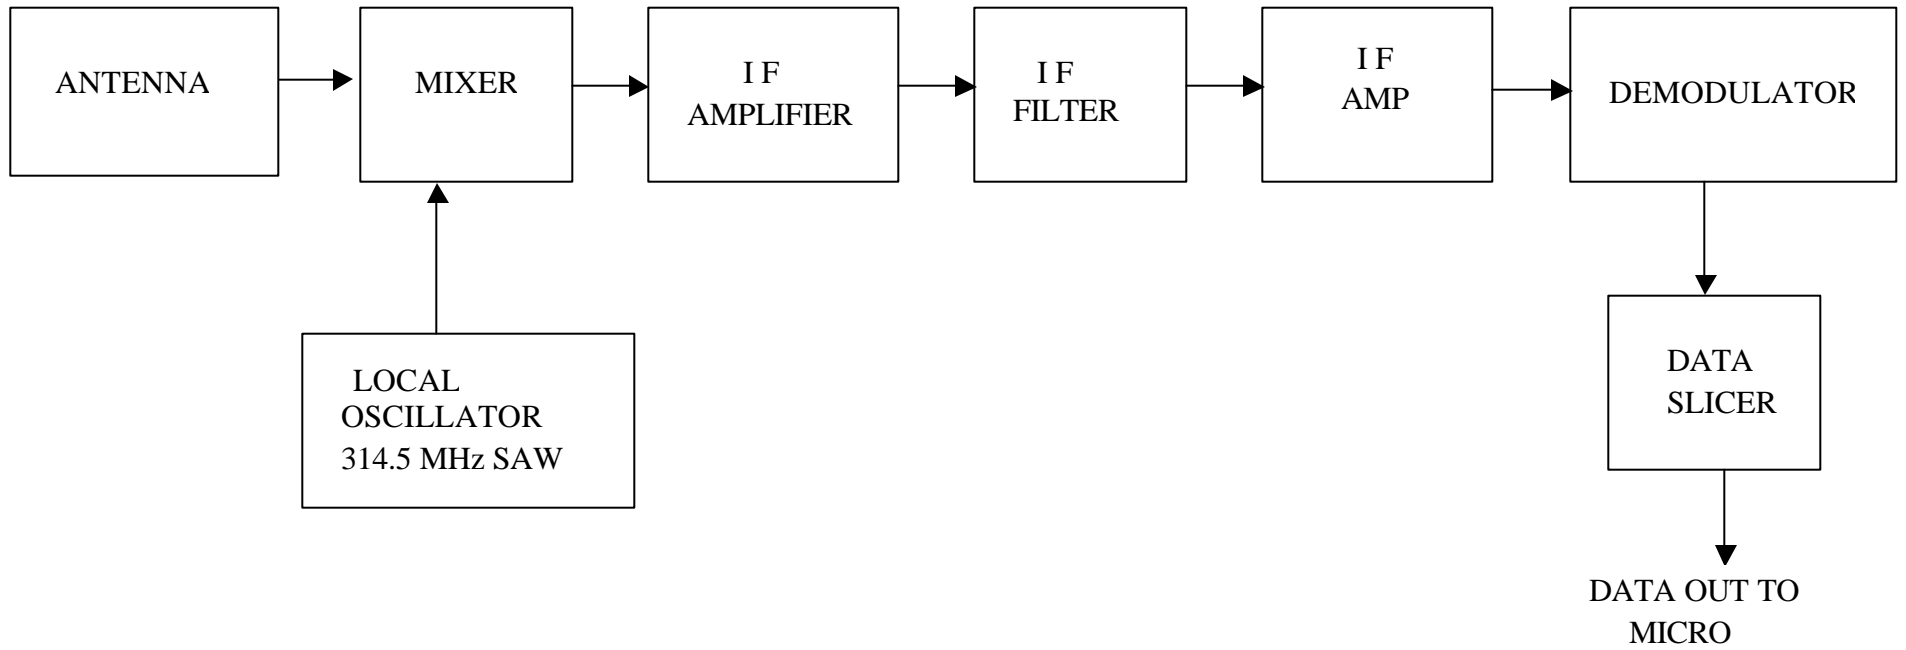 ANTENNA
MIXER
I F
AMPLIFIER
I F
FILTER
I F
AMP
DEMODULATOR
LOCAL
OSCILLATOR
314.5 MHz SAW
DATA
SLICER
DATA OUT TO
MICRO